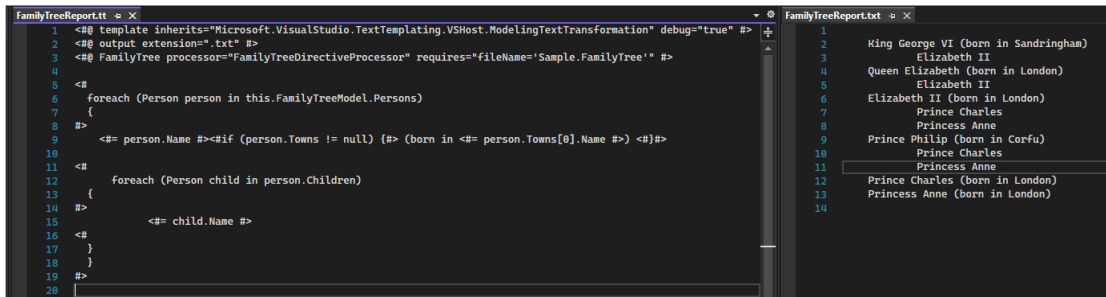 FamilyTreeReport.tt
1 <#@ template inherits="Microsoft.VisualStudio.TextTemplating.VSHost.ModelingTextTransformation" debug="true" #>
2 <#@ output extension=".txt" #>
3 <#@ FamilyTree processor="FamilyTreeDirectiveProcessor" requires="fileName='Sample.FamilyTree'" #>
4
5 <#
6 foreach (Person person in this.FamilyTreeModel.Persons)
7 {
8 #>
9 <#= person.Name #><#if (person.Towns != null) {#> (born in <#= person.Towns[0].Name #>) <#}#>
10
11 <#
12 foreach (Person child in person.Children)
13 {
14 #>
15 <#= child.Name #>
16 <#
17 }
18 }
19 #>
20
FamilyTreeReport.txt
1
2 King George VI (born in Sandringham)
3 Elizabeth II
4 Queen Elizabeth (born in London)
5 Elizabeth II
6 Elizabeth II (born in London)
7 Prince Charles
8 Princess Anne
9 Prince Philip (born in Corfu)
10 Prince Charles
11 Princess Anne
12 Prince Charles (born in London)
13 Princess Anne (born in London)
14